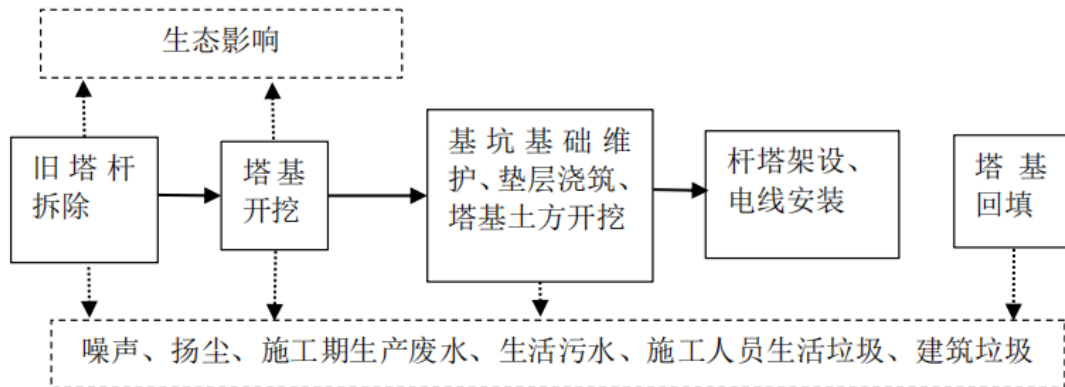 生态影响
旧塔杆
拆除
塔基
开挖
基坑基础维
护、垫层浇筑、
塔基土方开挖
杆塔架设、
电线安装
塔基
回填
噪声、扬尘、施工期生产废水、生活污水、施工人员生活垃圾、建筑垃圾